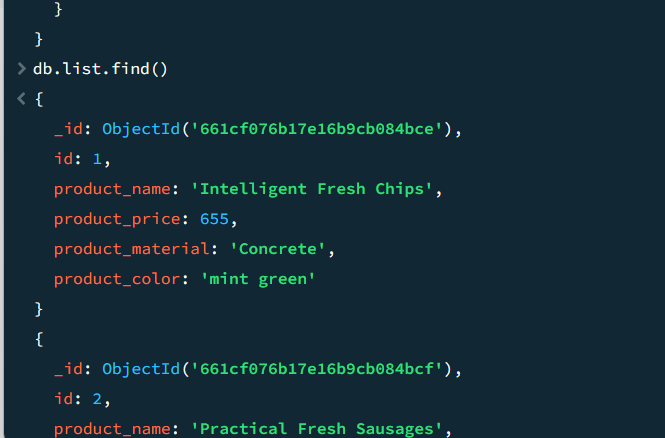 }
}
> db.list.find()
< {
_id: ObjectId('661cf076b17e16b9cb084bce'),
id: 1,
product_name: 'Intelligent Fresh Chips',
product_price: 655,
product_material: 'Concrete',
product_color: 'mint green'
}
{
_id: ObjectId('661cf076b17e16b9cb084bcf'),
id: 2,
product_name: 'Practical Fresh Sausages',